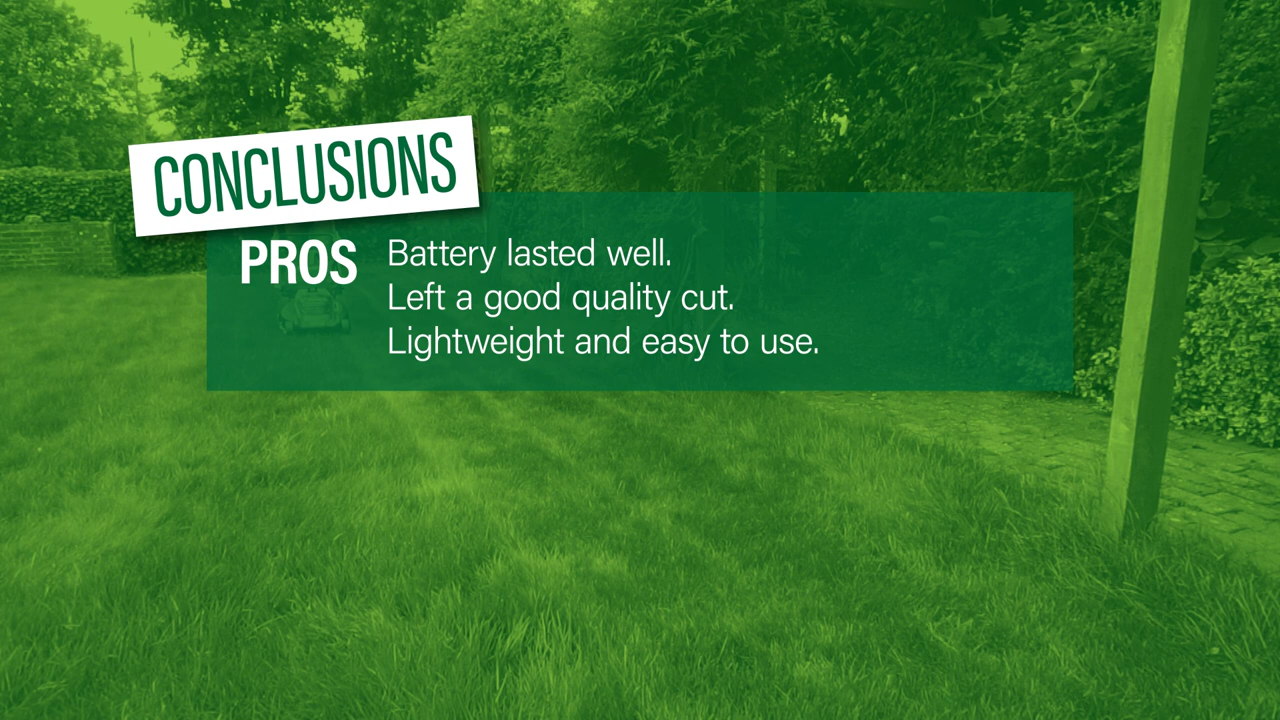 CONCLUSIONS
PROS
Battery lasted well.
Left a good quality cut.
Lightweight and easy to use.